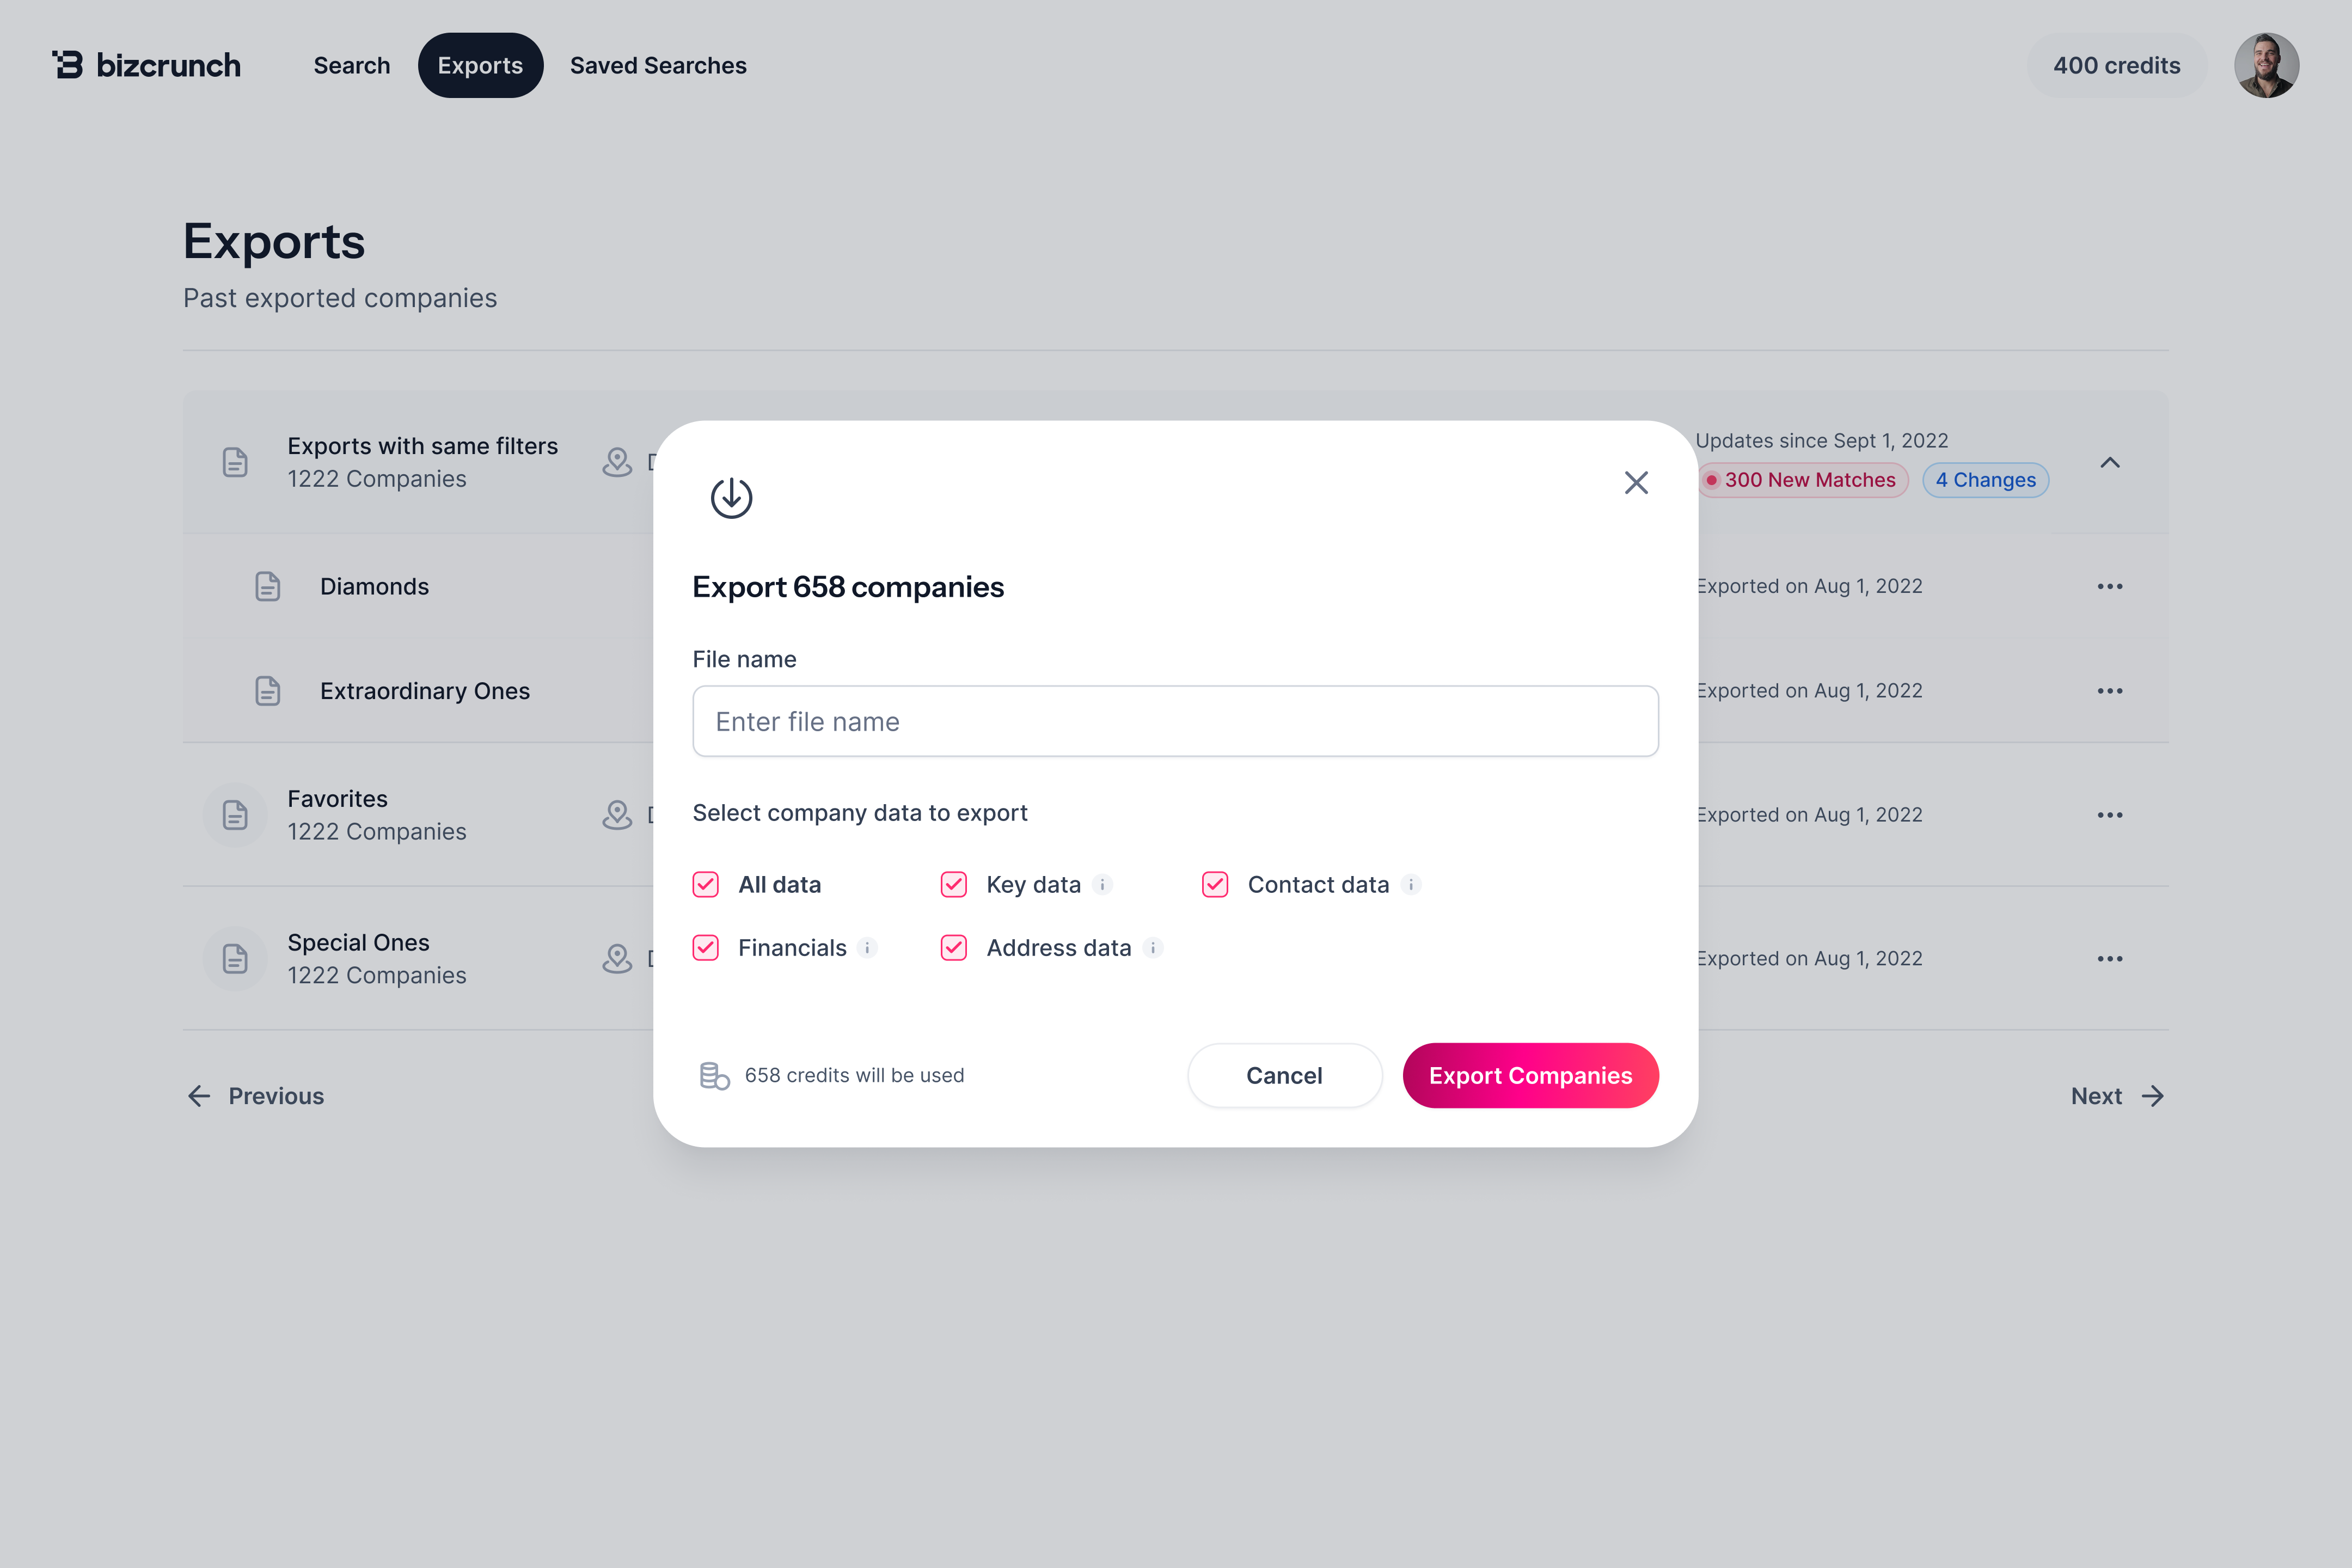 bizcrunch
Search
Exports
Saved Searches
400 credits
Exports
Past exported companies
Exports with same filters
1222 Companies
Updates since Sept 1, 2022
300 New Matches
4 Changes
Diamonds
Exported on Aug 1, 2022
Extraordinary Ones
Exported on Aug 1, 2022
Favorites
1222 Companies
Exported on Aug 1, 2022
Special Ones
1222 Companies
Exported on Aug 1, 2022
Previous
Next
Export 658 companies
File name
Enter file name
Select company data to export
All data
Key data
Contact data
Financials
Address data
658 credits will be used
Cancel
Export Companies